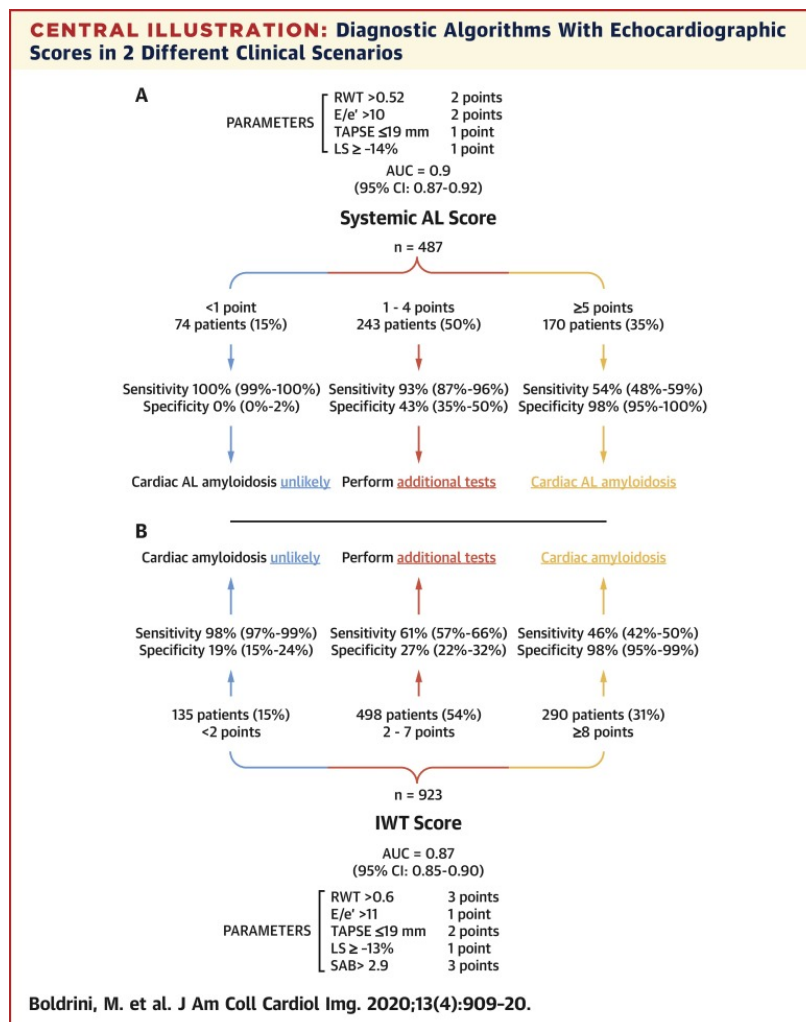 CENTRAL ILLUSTRATION: Diagnostic Algorithms With Echocardiographic
Scores in 2 Different Clinical Scenarios
A
PARAMETERS
RWT >0.52 2 points
E/e' >10 2 points
TAPSE ≤19 mm 1 point
LS ≥ -14% 1 point
AUC = 0.9
(95% CI: 0.87-0.92)
Systemic AL Score
n = 487
<1 point 1 - 4 points ≥5 points
74 patients (15%) 243 patients (50%) 170 patients (35%)
Sensitivity 100% (99%-100%) Sensitivity 93% (87%-96%) Sensitivity 54% (48%-59%)
Specificity 0% (0%-2%) Specificity 43% (35%-50%) Specificity 98% (95%-100%)
Cardiac AL amyloidosis unlikely Perform additional tests Cardiac AL amyloidosis
B
Cardiac amyloidosis unlikely Perform additional tests Cardiac amyloidosis
Sensitivity 98% (97%-99%) Sensitivity 61% (57%-66%) Sensitivity 46% (42%-50%)
Specificity 19% (15%-24%) Specificity 27% (22%-32%) Specificity 98% (95%-99%)
135 patients (15%) 498 patients (54%) 290 patients (31%)
<2 points 2 - 7 points ≥8 points
n = 923
IWT Score
AUC = 0.87
(95% CI: 0.85-0.90)
PARAMETERS
RWT >0.6 3 points
E/e' >11 1 point
TAPSE ≤19 mm 2 points
LS ≥ -13% 1 point
SAB> 2.9 3 points
Boldrini, M. et al. J Am Coll Cardiol Img. 2020;13(4):909-20.